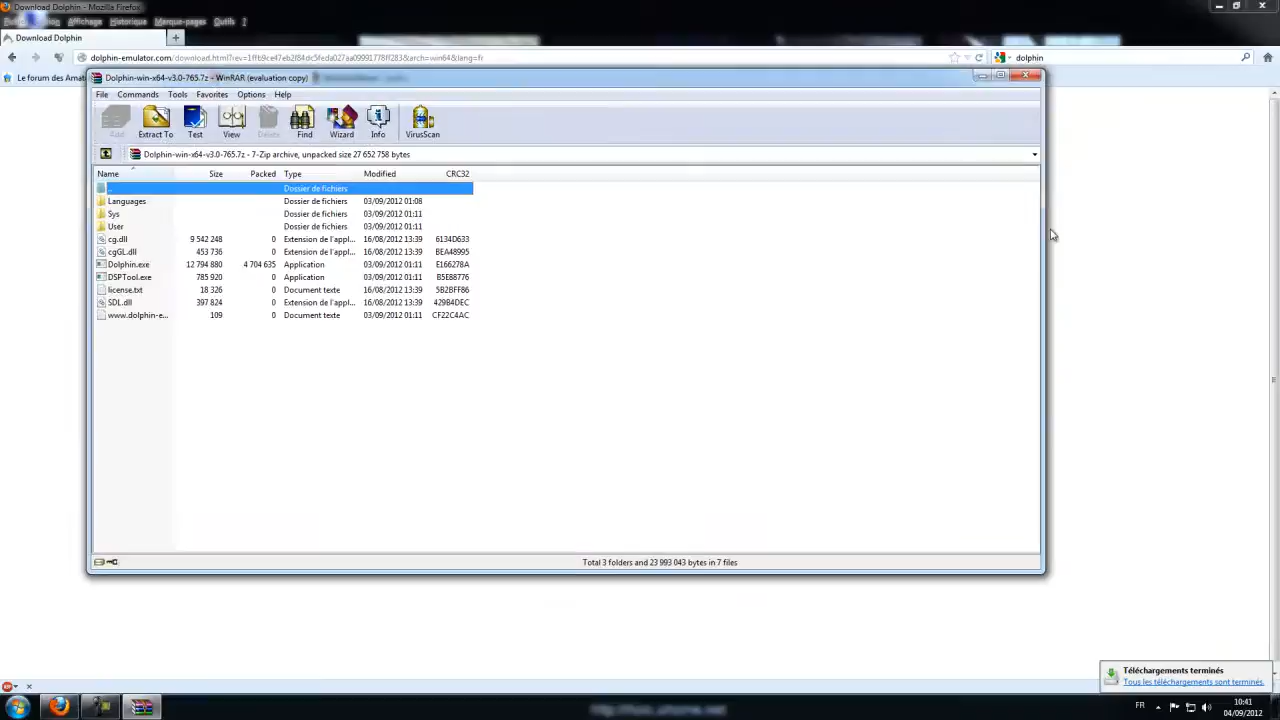 Download Dolphin - Mozilla Firefox
Affichage Historique Marque-pages Outils ?
Download Dolphin
dolphin-emulator.com/download.html?rev=1ffb9ce47eb2f84dc5feda027aa09991778ff283&arch=win64&lang=fr
dolphin
Le forum des Amat
Dolphin-win-x64-v3.0-765.7z - WinRAR (evaluation copy)
File Commands Tools Favorites Options Help
Add Extract To Test View Delete Find Wizard Info VirusScan
Dolphin-win-x64-v3.0-765.7z - 7-Zip archive, unpacked size 27 652 758 bytes
Name Size Packed Type Modified CRC32
.. Dossier de fichiers
Languages Dossier de fichiers 03/09/2012 01:08
Sys Dossier de fichiers 03/09/2012 01:11
User Dossier de fichiers 03/09/2012 01:11
cg.dll 9 542 248 0 Extension de l'appl... 16/08/2012 13:39 6134D633
cgGL.dll 453 736 0 Extension de l'appl... 16/08/2012 13:39 BEA48995
Dolphin.exe 12 794 880 4 704 635 Application 03/09/2012 01:11 E166278A
DSPTool.exe 785 920 0 Application 03/09/2012 01:11 B5E88776
license.txt 18 326 0 Document texte 16/08/2012 13:39 5B2BFF86
SDL.dll 397 824 0 Extension de l'appl... 16/08/2012 13:39 429B4DEC
www.dolphin-e... 109 0 Document texte 03/09/2012 01:11 CF22C4AC
Total 3 folders and 23 993 043 bytes in 7 files
Téléchargements terminés
Tous les téléchargements sont terminés.
FR
10:41
04/09/2012